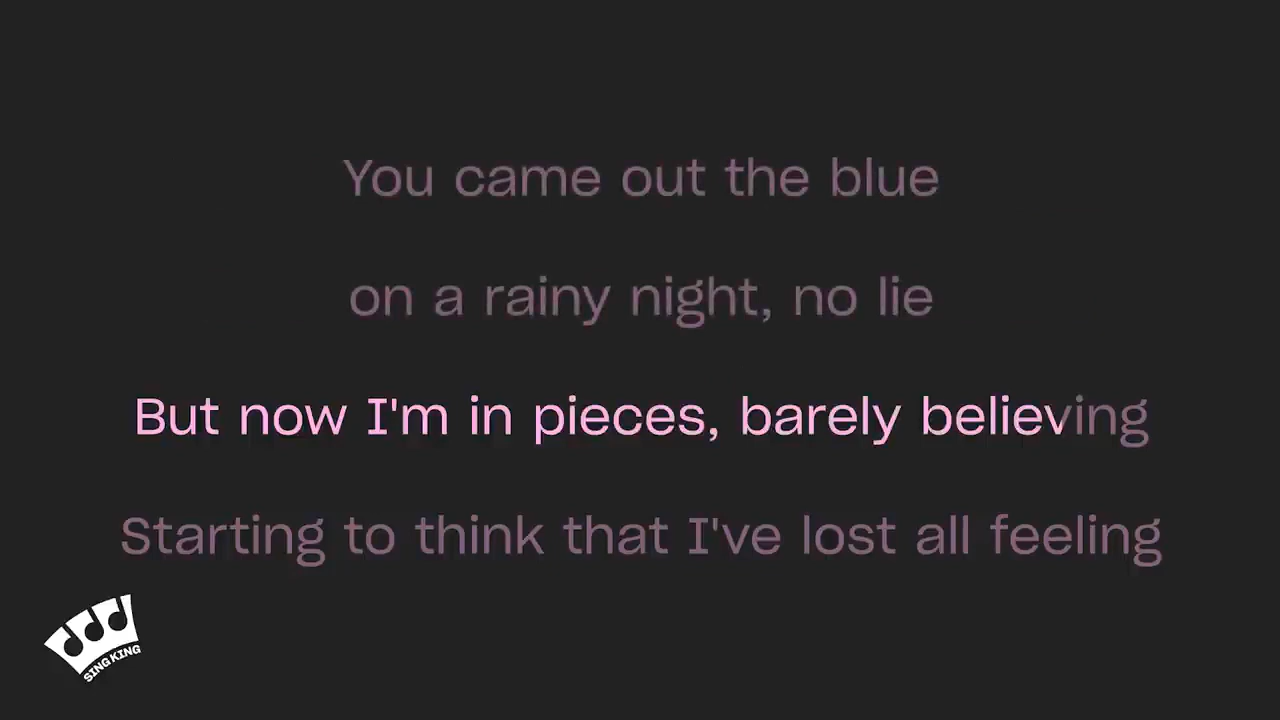 You came out the blue
on a rainy night, no lie
But now I'm in pieces, barely believing
Starting to think that I've lost all feeling
SING KING